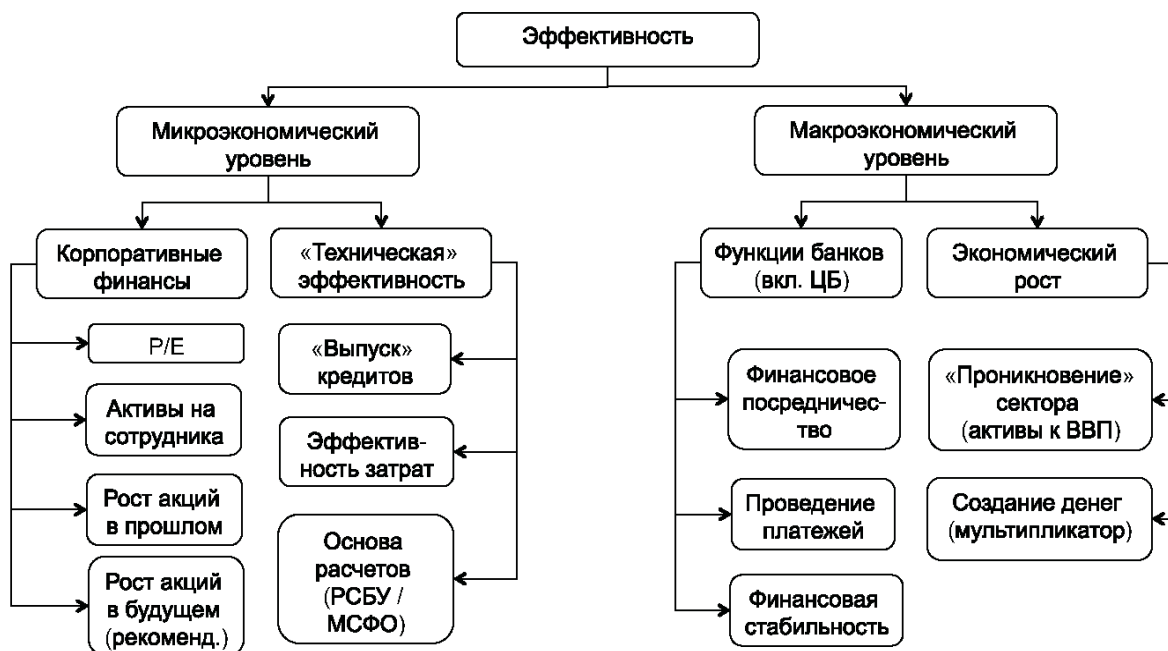 Эффективность
Микроэкономический
уровень
Макроэкономический
уровень
Корпоративные
финансы
«Техническая»
эффективность
Функции банков
(вкл. ЦБ)
Экономический
рост
P/E
Активы на
сотрудника
Рост акций
в прошлом
Рост акций
в будущем
(рекоменд.)
«Выпуск»
кредитов
Эффектив-
ность затрат
Основа
расчетов
(РСБУ /
МСФО)
Финансовое
посредничес-
тво
Проведение
платежей
Финансовая
стабильность
«Проникновение»
сектора
(активы к ВВП)
Создание денег
(мультипликатор)